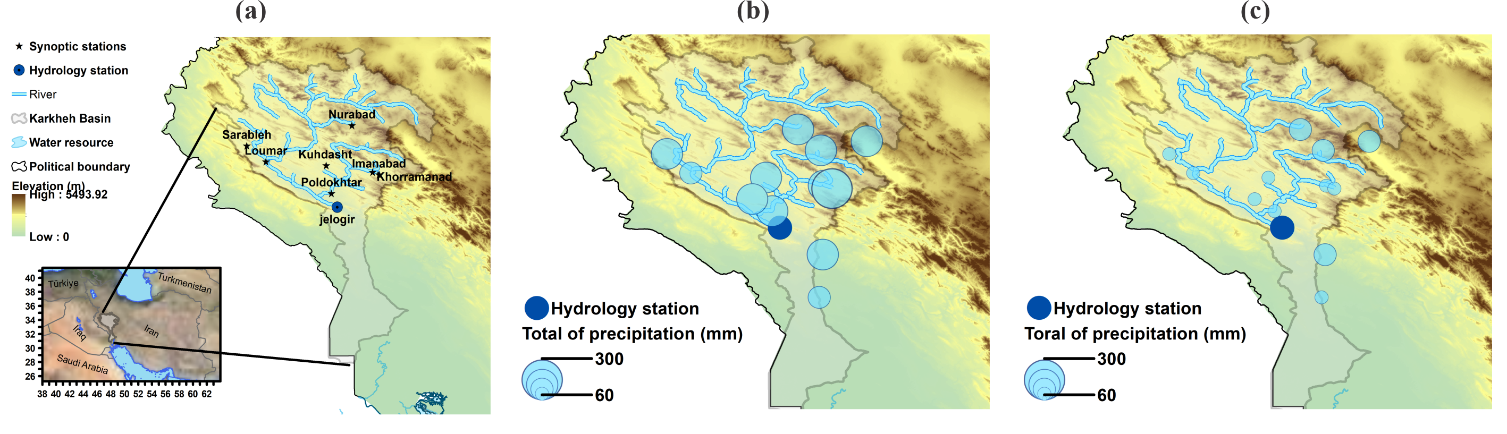 (a)
(b)
(c)
Synoptic stations
Hydrology station
River
Karkheh Basin
Water resource
Political boundary
Elevation (m)
High : 5493.92
Low : 0
Nurabad
Sarableh
Loumar
Kuhdasht
Imanabad
Khorramanad
Poldokhtar
jelogir
40
38
36
34
32
30
28
26
38 40 42 44 46 48 50 52 54 56 58 60 62
Türkiye
Turkmenistan
Iraq
Iran
Saudi Arabia
Hydrology station
Total of precipitation (mm)
300
60
Hydrology station
Toral of precipitation (mm)
300
60